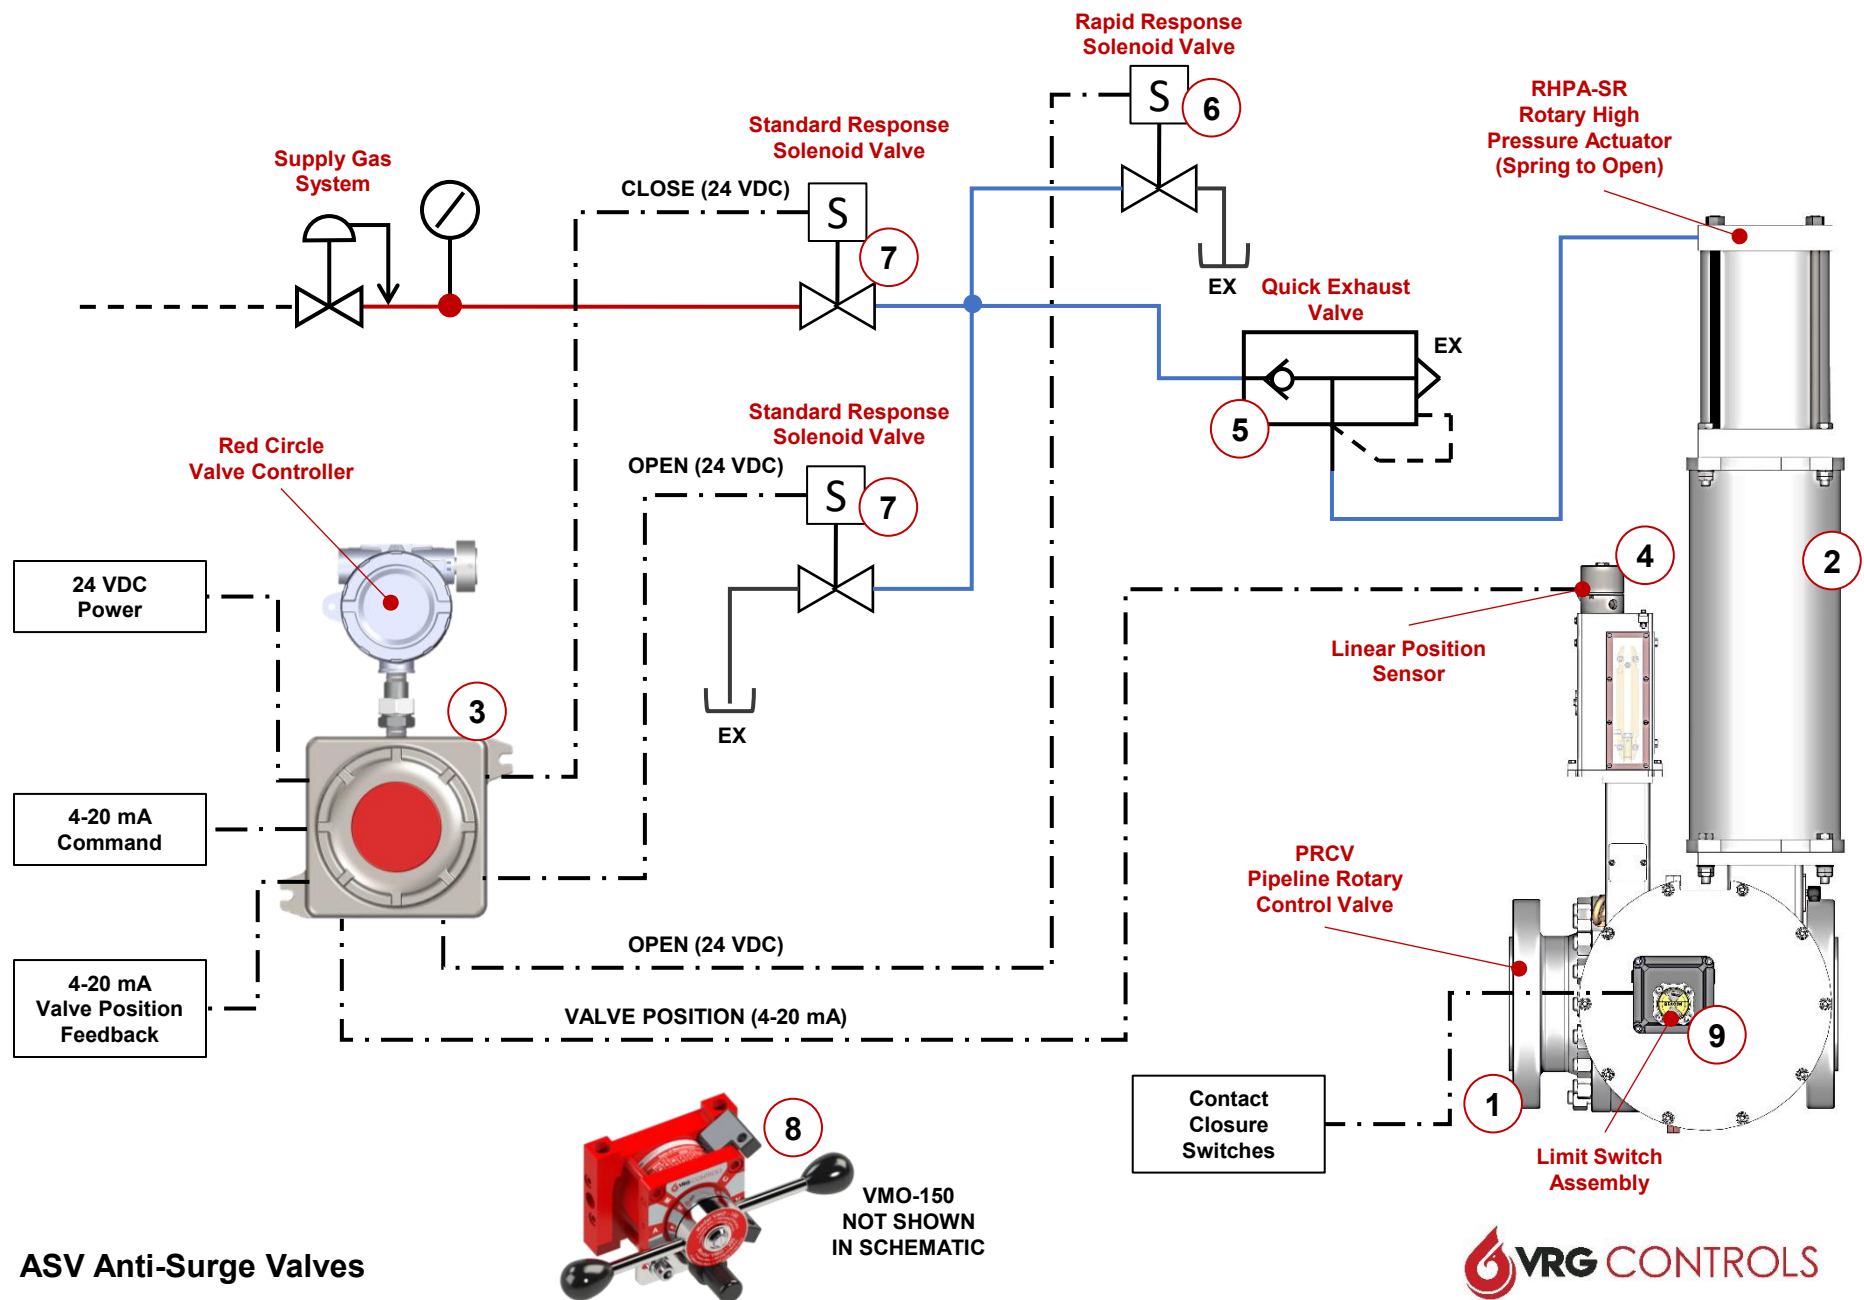 Rapid Response
Solenoid Valve
S
6
RHPA-SR
Rotary High
Pressure Actuator
(Spring to Open)
Standard Response
Solenoid Valve
Supply Gas
System
CLOSE (24 VDC)
S
7
EX
Quick Exhaust
Valve
EX
5
Standard Response
Solenoid Valve
OPEN (24 VDC)
S
7
Red Circle
Valve Controller
24 VDC
Power
4
2
Linear Position
Sensor
3
EX
4-20 mA
Command
PRCV
Pipeline Rotary
Control Valve
OPEN (24 VDC)
4-20 mA
Valve Position
Feedback
VALVE POSITION (4-20 mA)
9
1
Contact
Closure
Switches
8
Limit Switch
Assembly
VRG CONTROLS
VMO-150
NOT SHOWN
IN SCHEMATIC
ASV Anti-Surge Valves
VRG CONTROLS